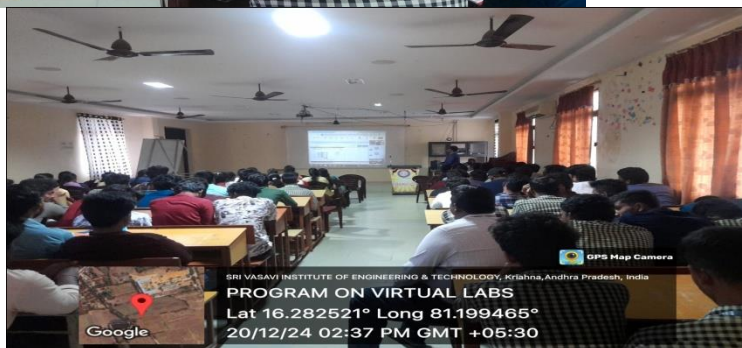 GPS Map Camera
SRI VASAVI INSTITUTE OF ENGINEERING & TECHNOLOGY, Krishna, Andhra Pradesh, India
PROGRAM ON VIRTUAL LABS
Lat 16.282521° Long 81.199465°
20/12/24 02:37 PM GMT +05:30
Google